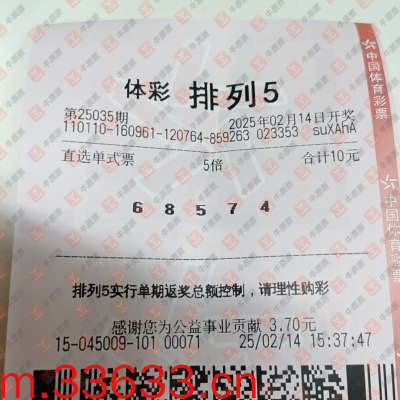 体彩 排列5
第25035期 2025年02月14日开奖
110110-160961-120764-859263 023353 suXAhA
直选单式票 5倍 合计10元
6 8 5 7 4
排列5实行单期返奖总额控制，请理性购彩
感谢您为公益事业贡献 3.70元
15-045009-101 00071 25/02/14 15:37:47
m.33633.cn
中国体育彩票
中国体育彩票